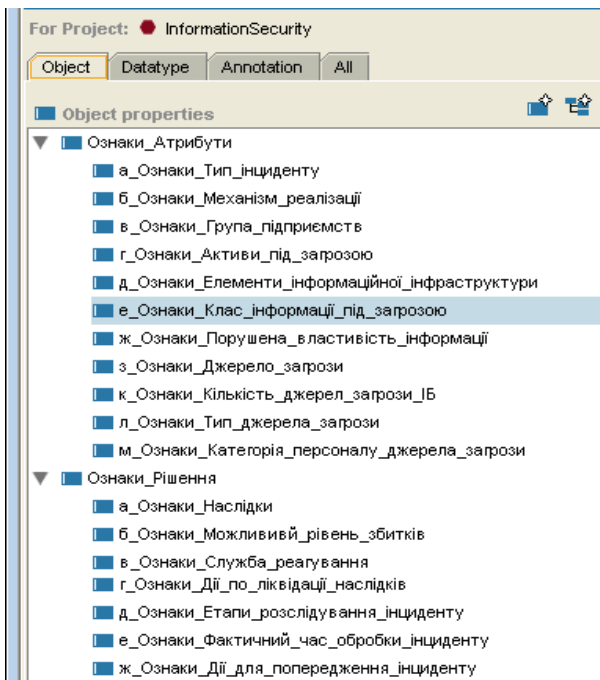 For Project: InformationSecurity
Object Datatype Annotation All
Object properties
Ознаки_Атрибути
а_Ознаки_Тип_інциденту
б_Ознаки_Механізм_реалізації
в_Ознаки_Група_підприємств
г_Ознаки_Активи_під_загрозою
д_Ознаки_Елементи_інформаційної_інфраструктури
е_Ознаки_Клас_інформації_під_загрозою
ж_Ознаки_Порушена_властивість_інформації
з_Ознаки_Джерело_загрози
к_Ознаки_Кількість_джерел_загрози_ІБ
л_Ознаки_Тип_джерела_загрози
м_Ознаки_Категорія_персоналу_джерела_загрози
Ознаки_Рішення
а_Ознаки_Наслідки
б_Ознаки_Можлививй_рівень_збитків
в_Ознаки_Служба_реагування
г_Ознаки_Дії_по_ліквідації_наслідків
д_Ознаки_Етапи_розслідування_інциденту
е_Ознаки_Фактичний_час_обробки_інциденту
ж_Ознаки_Дії_для_попередження_інциденту